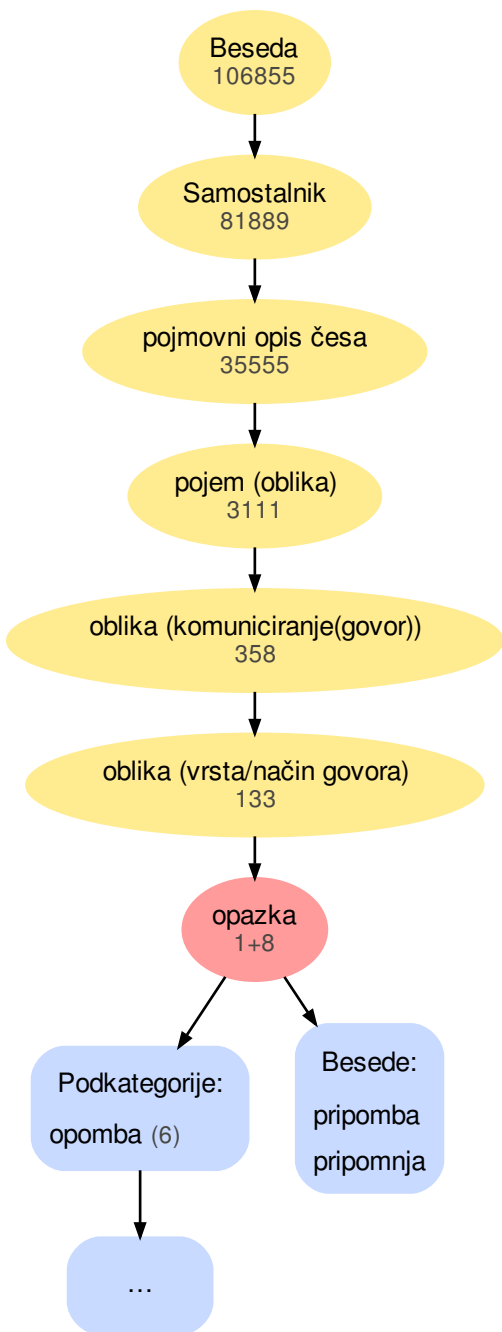 Beseda
106855
Samostalnik
81889
pojmovni opis česa
35555
pojem (oblika)
3111
oblika (komuniciranje(govor))
358
oblika (vrsta/način govora)
133
opazka
1+8
Podkategorije:
opomba (6)
Besede:
pripomba
pripomnja
...